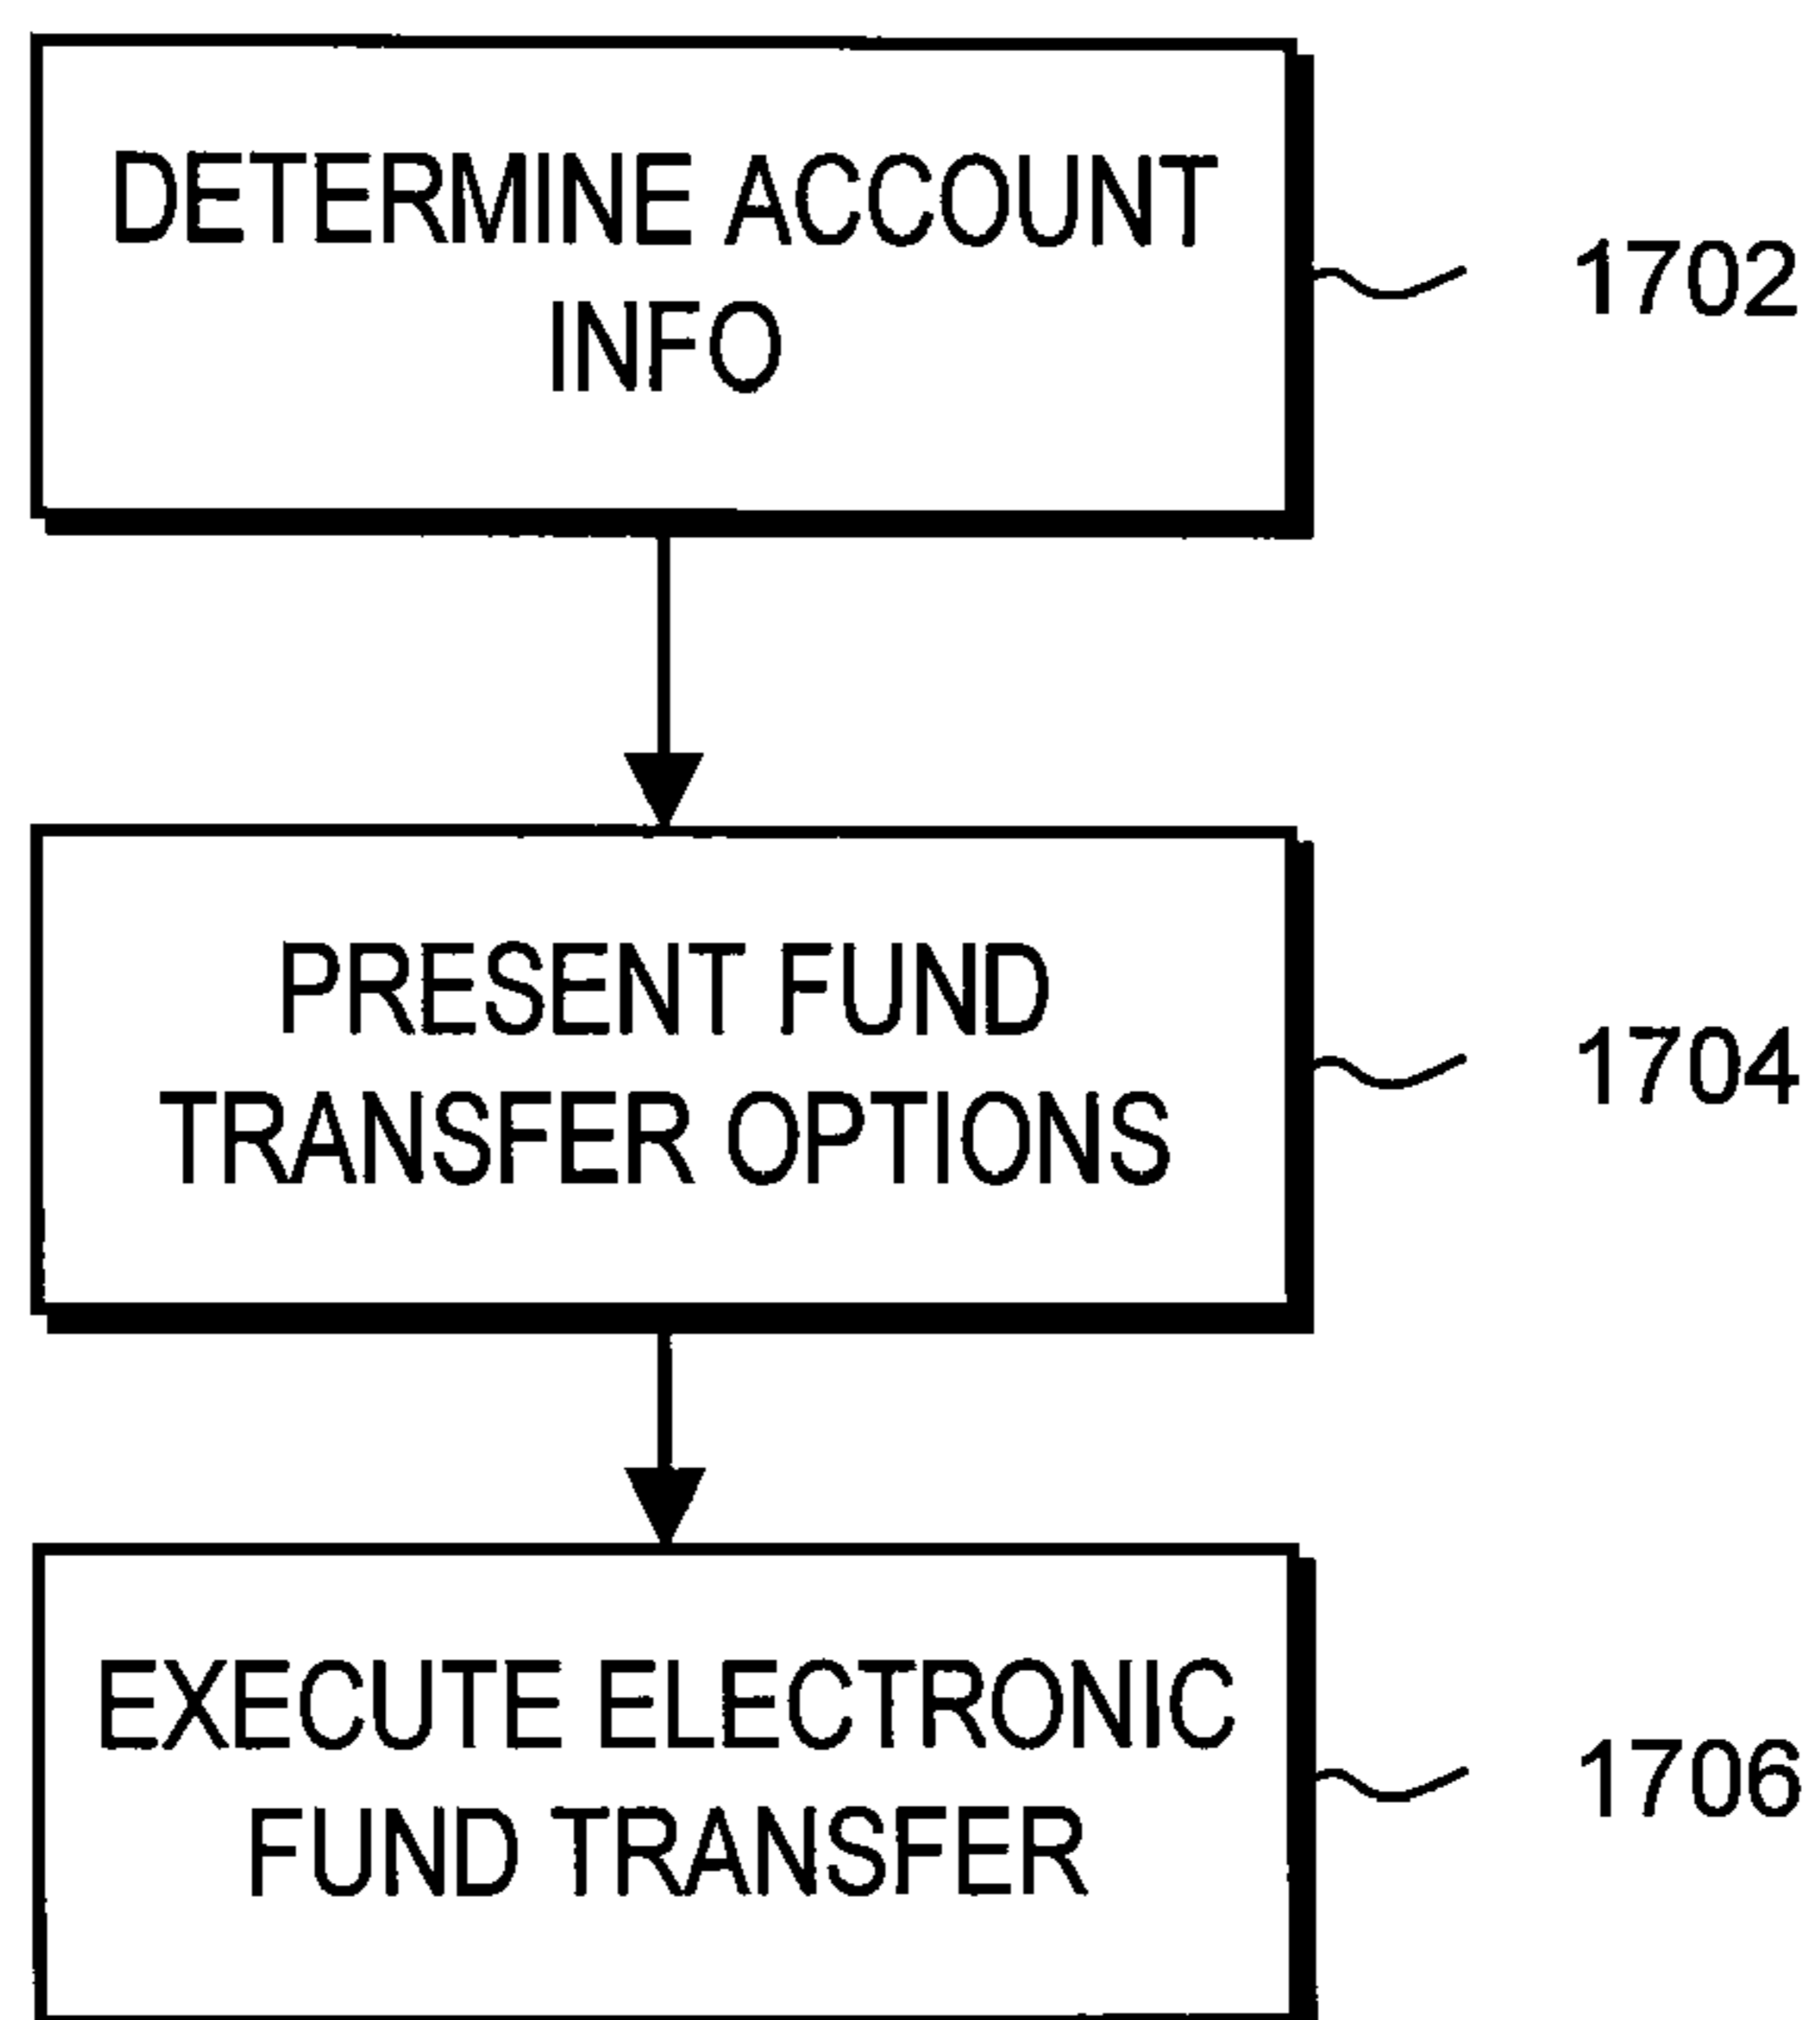 DETERMINE ACCOUNT
INFO
1702
PRESENT FUND
TRANSFER OPTIONS
1704
EXECUTE ELECTRONIC
FUND TRANSFER
1706